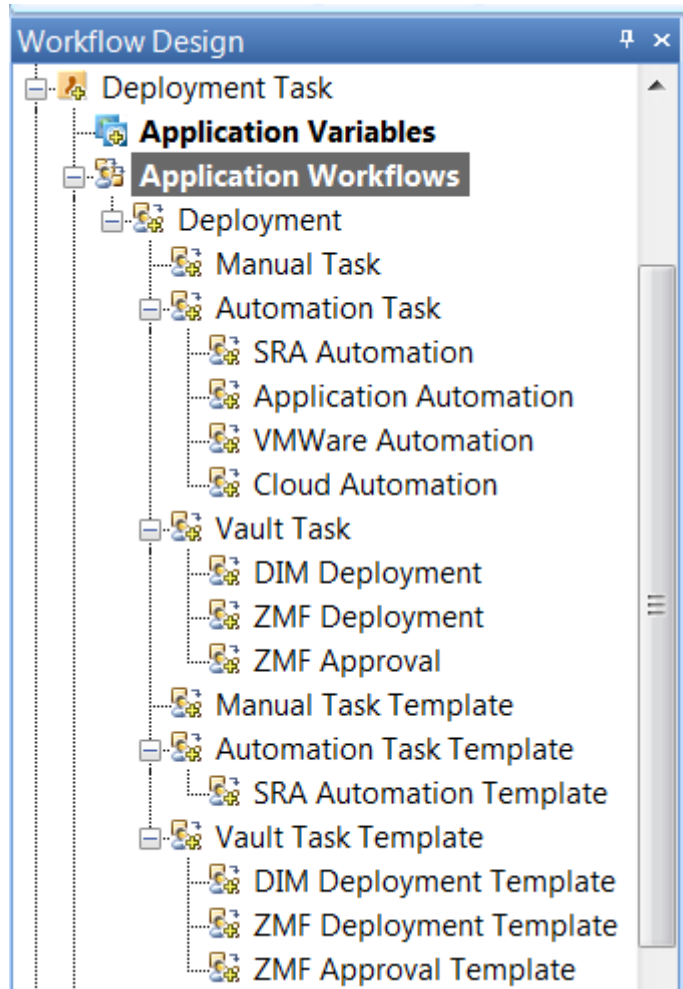 Workflow Design
Deployment Task
Application Variables
Application Workflows
Deployment
Manual Task
Automation Task
SRA Automation
Application Automation
VMWare Automation
Cloud Automation
Vault Task
DIM Deployment
ZMF Deployment
ZMF Approval
Manual Task Template
Automation Task Template
SRA Automation Template
Vault Task Template
DIM Deployment Template
ZMF Deployment Template
ZMF Approval Template